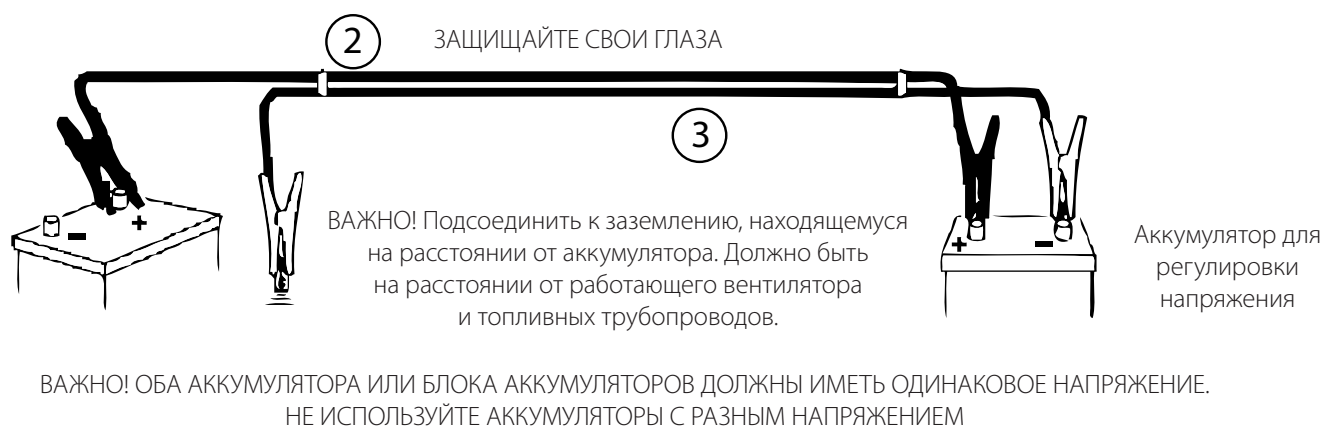 2
ЗАЩИЩАЙТЕ СВОИ ГЛАЗА
3
ВАЖНО! Подсоединить к заземлению, находящемуся
на расстоянии от аккумулятора. Должно быть
на расстоянии от работающего вентилятора
и топливных трубопроводов.
- +
+ -
Аккумулятор для
регулировки
напряжения
ВАЖНО! ОБА АККУМУЛЯТОРА ИЛИ БЛОКА АККУМУЛЯТОРОВ ДОЛЖНЫ ИМЕТЬ ОДИНАКОВОЕ НАПРЯЖЕНИЕ.
НЕ ИСПОЛЬЗУЙТЕ АККУМУЛЯТОРЫ С РАЗНЫМ НАПРЯЖЕНИЕМ